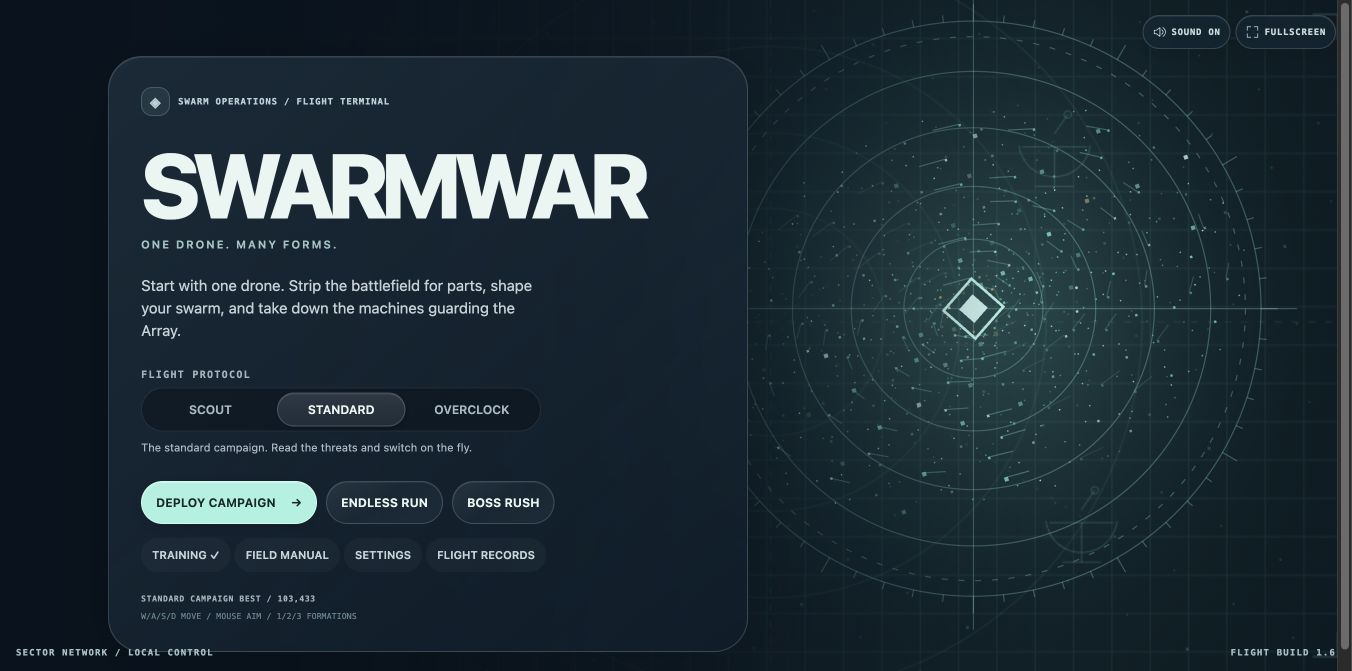 SOUND ON
FULLSCREEN
SWARM OPERATIONS / FLIGHT TERMINAL
SWARMWAR
ONE DRONE. MANY FORMS.
Start with one drone. Strip the battlefield for parts, shape
your swarm, and take down the machines guarding the
Array.
FLIGHT PROTOCOL
SCOUT STANDARD OVERCLOCK
The standard campaign. Read the threats and switch on the fly.
DEPLOY CAMPAIGN → ENDLESS RUN BOSS RUSH
TRAINING ✓ FIELD MANUAL SETTINGS FLIGHT RECORDS
STANDARD CAMPAIGN BEST / 103,433
W/A/S/D MOVE / MOUSE AIM / 1/2/3 FORMATIONS
SECTOR NETWORK / LOCAL CONTROL
FLIGHT BUILD 1.6